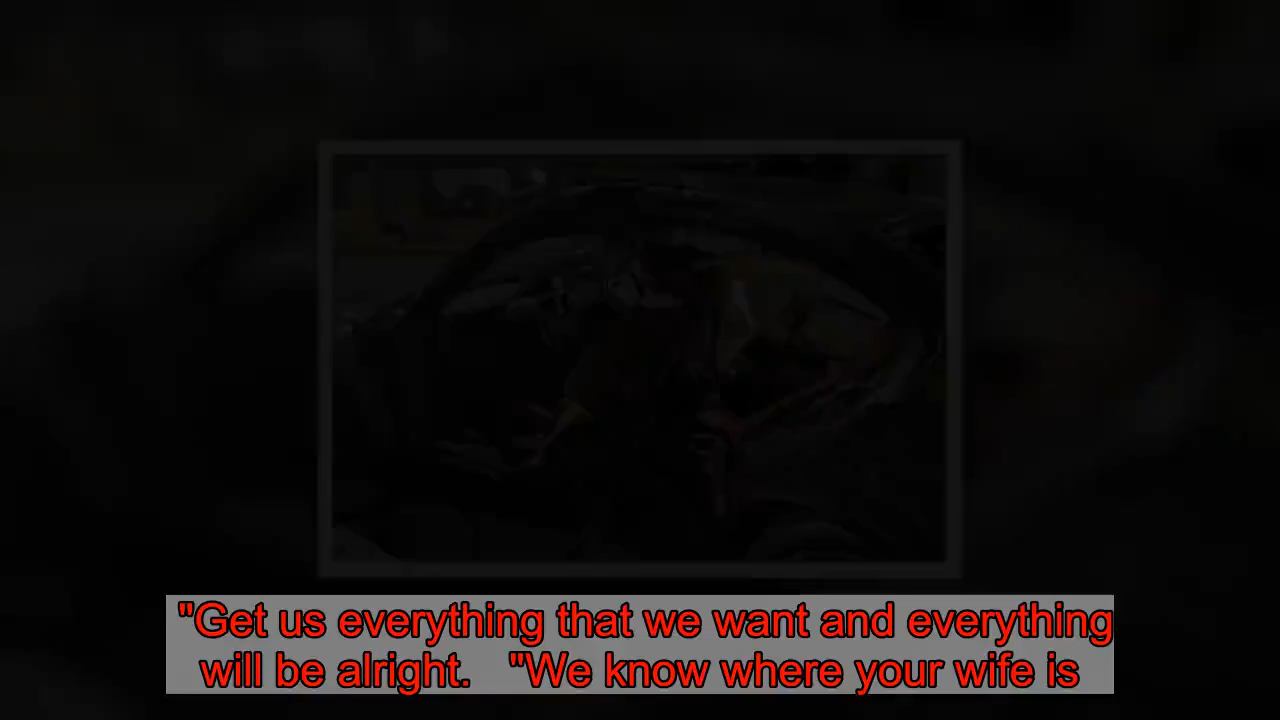 "Get us everything that we want and everything
will be alright. "We know where your wife is